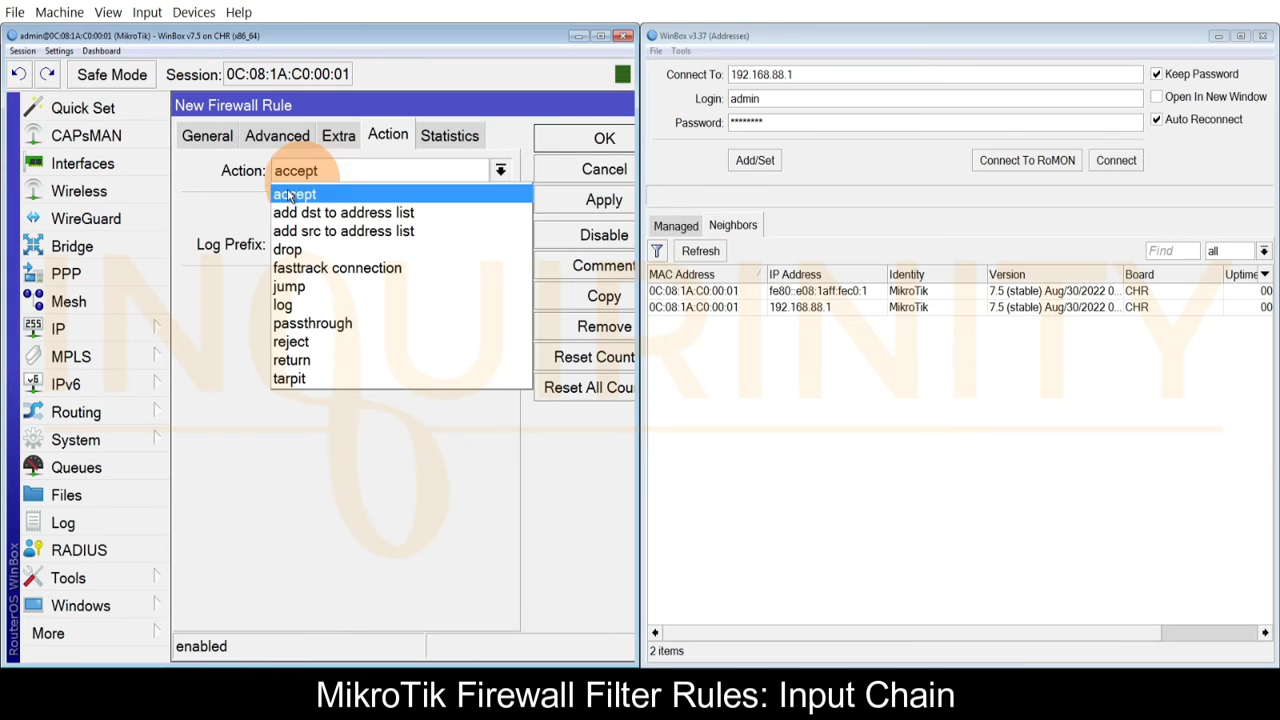 File Machine View Input Devices Help
admin@0C:08:1A:C0:00:01 (MikroTik) - WinBox v7.5 on CHR (x86_64)
Session Settings Dashboard
Safe Mode Session: 0C:08:1A:C0:00:01
Quick Set
CAPsMAN
Interfaces
Wireless
WireGuard
Bridge
PPP
Mesh
IP
MPLS
IPv6
Routing
System
Queues
Files
Log
RADIUS
Tools
Windows
More
RouterOS WinBox
New Firewall Rule
General Advanced Extra Action Statistics
Action: accept
accept
add dst to address list
add src to address list
drop
fasttrack connection
jump
log
passthrough
reject
return
tarpit
Log Prefix:
OK
Cancel
Apply
Disable
Comment
Copy
Remove
Reset Count
Reset All Cou
enabled
WinBox v3.37 (Addresses)
File Tools
Connect To: 192.168.88.1
Login: admin
Password: ********
Keep Password
Open In New Window
Auto Reconnect
Add/Set Connect To RoMON Connect
Managed Neighbors
Refresh Find all
MAC Address IP Address Identity Version Board Uptime
0C:08:1A:C0:00:01 fe80::e08:1aff:fec0:1 MikroTik 7.5 (stable) Aug/30/2022 0... CHR 00
0C:08:1A:C0:00:01 192.168.88.1 MikroTik 7.5 (stable) Aug/30/2022 0... CHR 00
2 items
INQUIRINITY
MikroTik Firewall Filter Rules: Input Chain